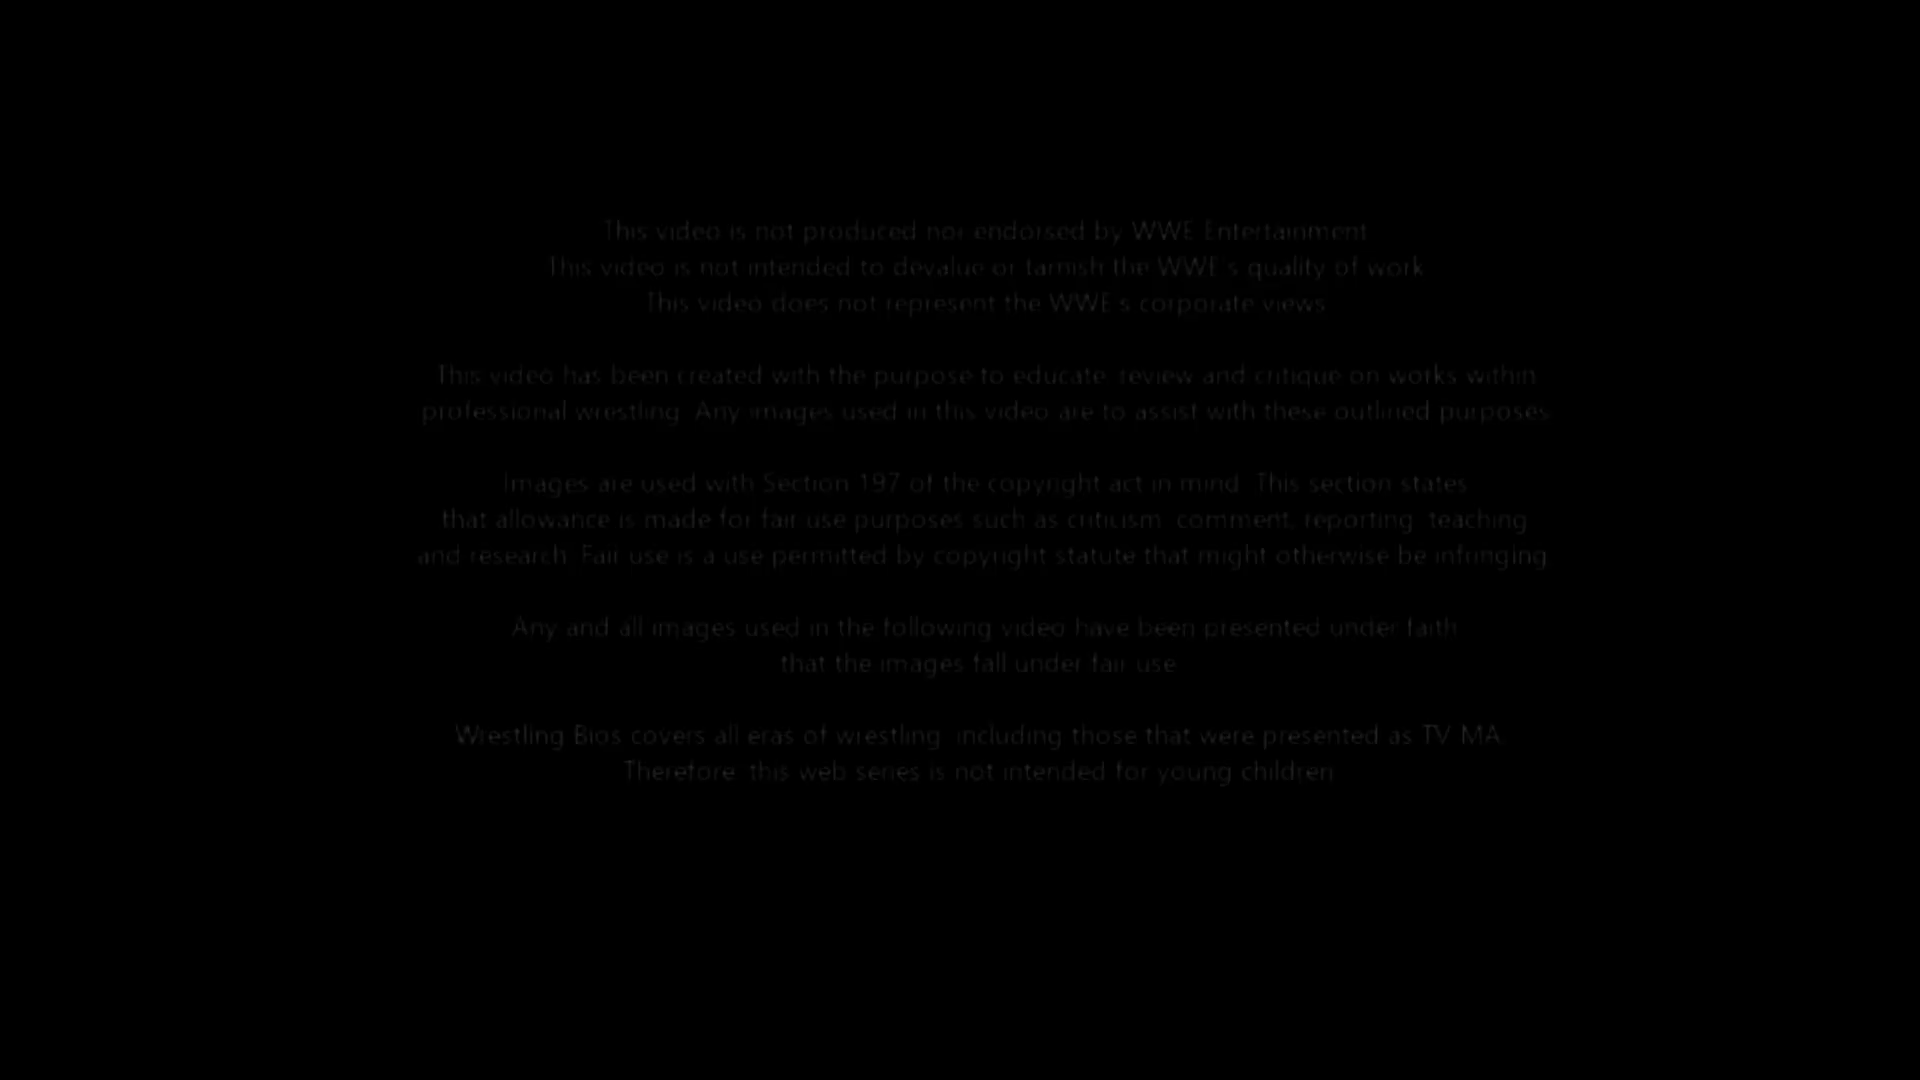 This video is not produced nor endorsed by WWE Entertainment
This video is not intended to devalue or tarnish the WWE's quality of work
This video does not represent the WWE's corporate views
This video has been created with the purpose to educate, review and critique on works within
professional wrestling. Any images used in this video are to assist with these outlined purposes
Images are used with Section 197 of the copyright act in mind. This section states
that allowance is made for fair use purposes such as criticism, comment, reporting, teaching
and research. Fair use is a use permitted by copyright statute that might otherwise be infringing
Any and all images used in the following video have been presented under faith
that the images fall under fair use
Wrestling Bios covers all eras of wrestling, including those that were presented as TV MA.
Therefore, this web series is not intended for young children